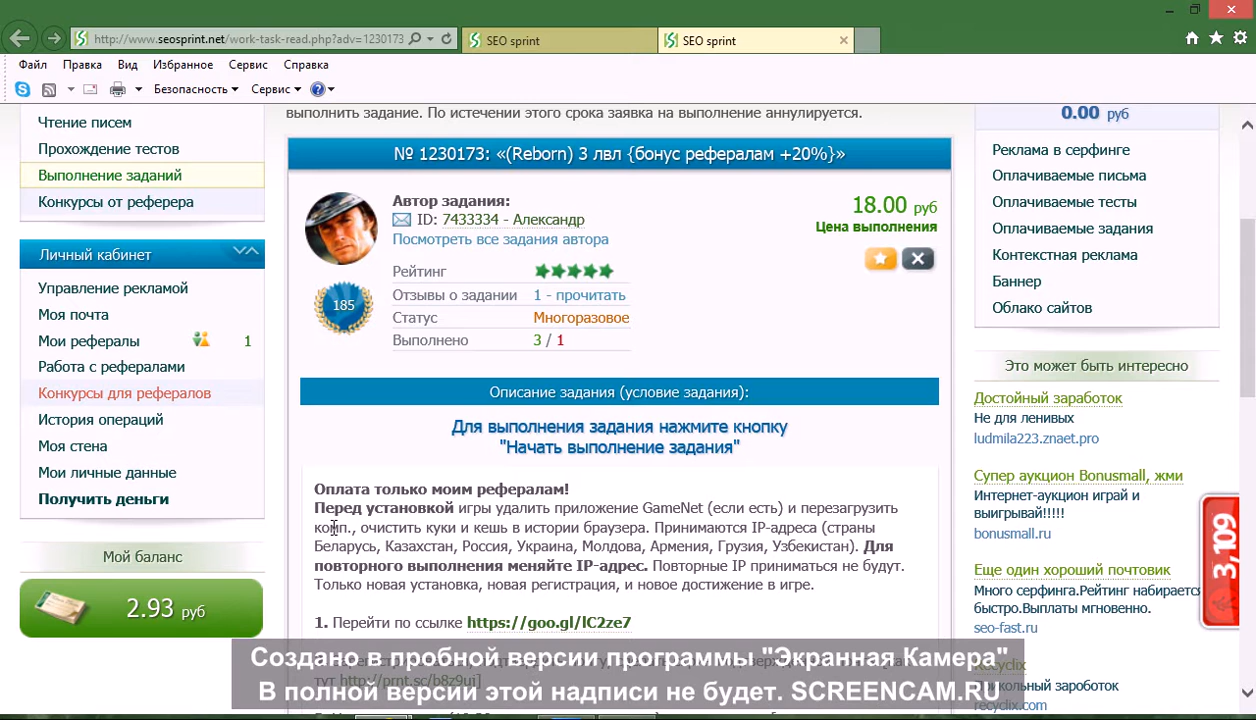 http://www.seosprint.net/work-task-read.php?adv=1230173
SEO sprint
SEO sprint
Файл Правка Вид Избранное Сервис Справка
Безопасность Сервис
Чтение писем
Прохождение тестов
Выполнение заданий
Конкурсы от реферера
Личный кабинет
Управление рекламой
Моя почта
Мои рефералы 1
Работа с рефералами
Конкурсы для рефералов
История операций
Моя стена
Мои личные данные
Получить деньги
Мой баланс
2.93 руб
выполнить задание. По истечении этого срока заявка на выполнение аннулируется.
№ 1230173: «(Reborn) 3 лвл {бонус рефералам +20%}»
Автор задания:
ID: 7433334 - Александр
Посмотреть все задания автора
18.00 руб
Цена выполнения
185
Рейтинг
Отзывы о задании 1 - прочитать
Статус Многоразовое
Выполнено 3 / 1
Описание задания (условие задания):
Для выполнения задания нажмите кнопку
"Начать выполнение задания"
Оплата только моим рефералам!
Перед установкой игры удалить приложение GameNet (если есть) и перезагрузить
комп., очистить куки и кеш в истории браузера. Принимаются IP-адреса (страны
Беларусь, Казахстан, Россия, Украина, Молдова, Армения, Грузия, Узбекистан). Для
повторного выполнения меняйте IP-адрес. Повторные IP приниматься не будут.
Только новая установка, новая регистрация, и новое достижение в игре.
1. Перейти по ссылке https://goo.gl/lC2ze7
тут http://prnt.sc/b8z9uj]
0.00 руб
Реклама в серфинге
Оплачиваемые письма
Оплачиваемые тесты
Оплачиваемые задания
Контекстная реклама
Баннер
Облако сайтов
Это может быть интересно
Достойный заработок
Не для ленивых
ludmila223.znaet.pro
Супер аукцион Bonusmall, жми
Интернет-аукцион играй и
выигрывай!!!!!
bonusmall.ru
Еще один хороший почтовик
Много серфинга.Рейтинг набирается
быстро.Выплаты мгновенно.
seo-fast.ru
Recyclix
Прикольный заработок
recyclix.com
3,109
Создано в пробной версии программы "Экранная Камера"
В полной версии этой надписи не будет. SCREENCAM.RU